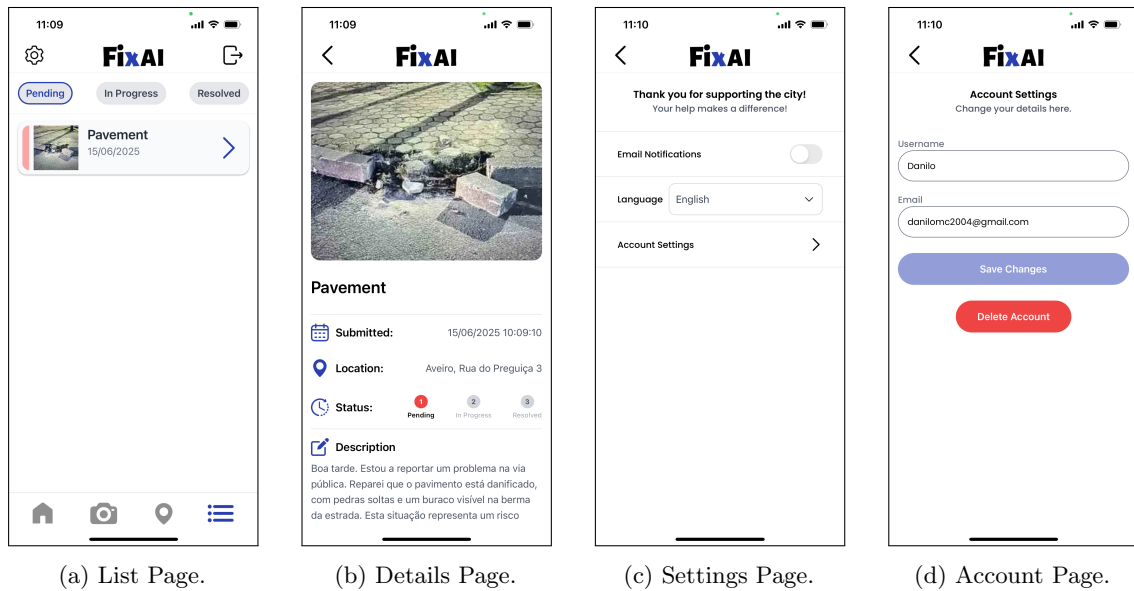 11:09
FixAI
Pending In Progress Resolved
Pavement
15/06/2025
(a) List Page.
11:09
FixAI
Pavement
Submitted: 15/06/2025 10:09:10
Location: Aveiro, Rua do Preguiça 3
Status: 1 2 3
Pending In Progress Resolved
Description
Boa tarde. Estou a reportar um problema na via
pública. Reparei que o pavimento está danificado,
com pedras soltas e um buraco visível na berma
da estrada. Esta situação representa um risco
(b) Details Page.
11:10
FixAI
Thank you for supporting the city!
Your help makes a difference!
Email Notifications
Language English
Account Settings
(c) Settings Page.
11:10
FixAI
Account Settings
Change your details here.
Username
Danilo
Email
danilomc2004@gmail.com
Save Changes
Delete Account
(d) Account Page.